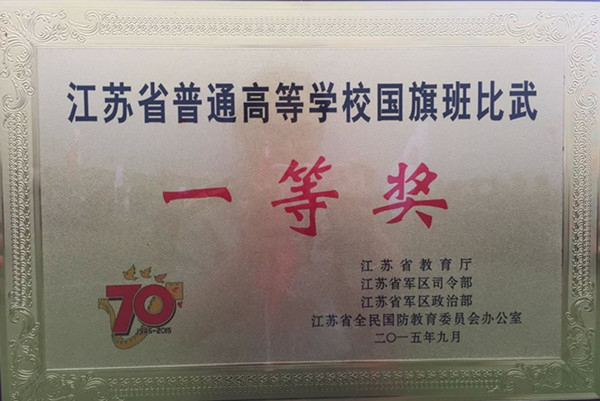 江苏省普通高等学校国旗班比武
一等奖
江苏省教育厅
江苏省军区司令部
江苏省军区政治部
江苏省全民国防教育委员会办公室
二〇一五年九月
70
1945-2015